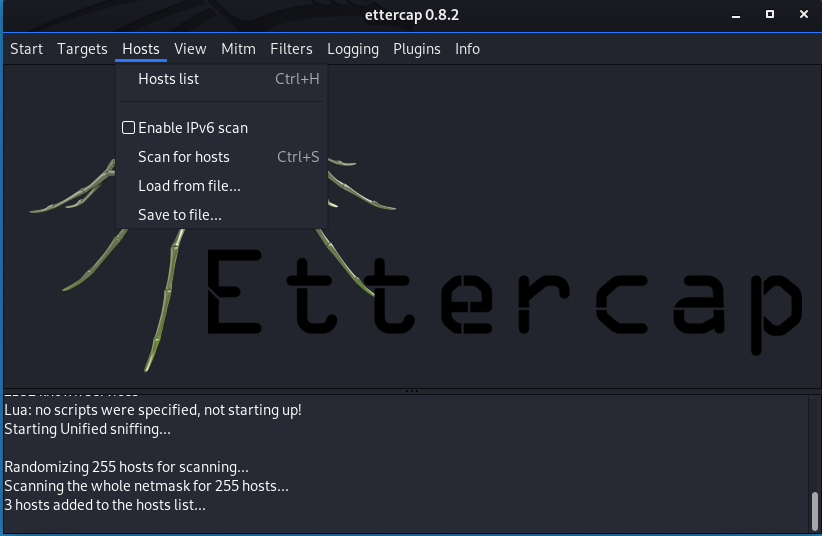 ettercap 0.8.2
Start Targets Hosts View Mitm Filters Logging Plugins Info
Hosts list Ctrl+H
Enable IPv6 scan
Scan for hosts Ctrl+S
Load from file...
Save to file...
Ettercap
known services
Lua: no scripts were specified, not starting up!
Starting Unified sniffing...
Randomizing 255 hosts for scanning...
Scanning the whole netmask for 255 hosts...
3 hosts added to the hosts list...